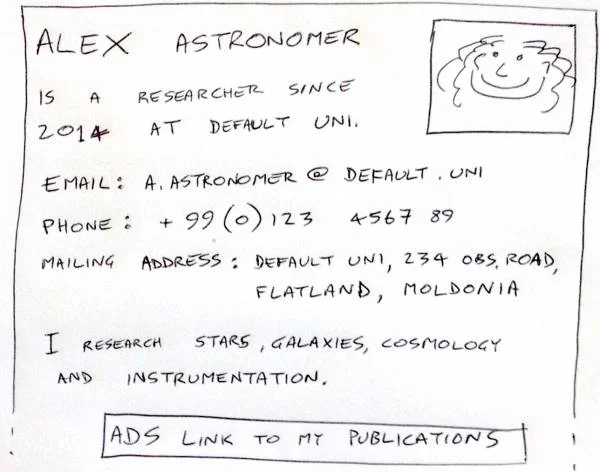 ALEX ASTRONOMER
IS A RESEARCHER SINCE
2014 AT DEFAULT UNI.
EMAIL: A.ASTRONOMER @ DEFAULT.UNI
PHONE: +99(0)123 4567 89
MAILING ADDRESS: DEFAULT UNI, 234 OBS. ROAD,
FLATLAND, MOLDONIA
I RESEARCH STARS, GALAXIES, COSMOLOGY
AND INSTRUMENTATION.
ADS LINK TO MY PUBLICATIONS